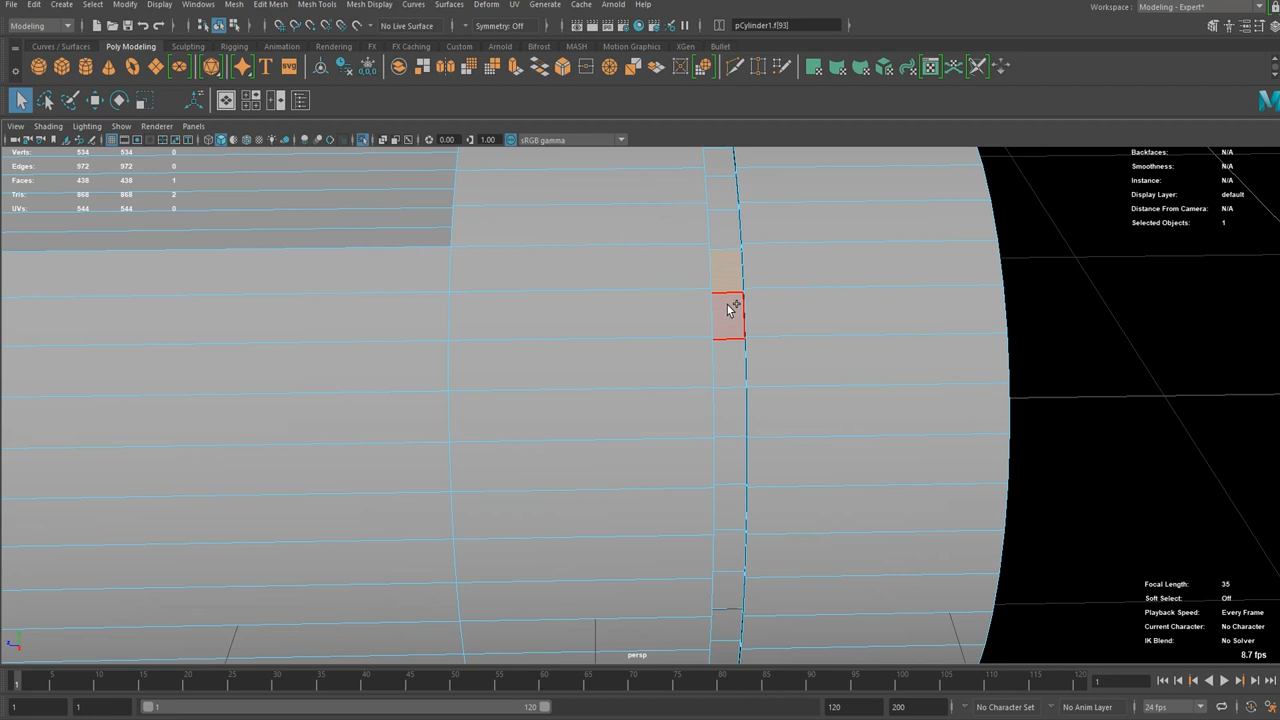 Windows Mesh Edit Mesh Mesh Tools Mesh Display Curves Surfaces Deform UV Generate Cache Arnold Help
File Edit Create Select Modify Display
Workspace : Modeling - Expert*
Modeling No Live Surface Symmetry: Off pCylinder1.f[93]
Curves / Surfaces Poly Modeling Sculpting Rigging Animation Rendering FX FX Caching Custom Arnold Bifrost MASH Motion Graphics XGen Bullet
View Shading Lighting Show Renderer Panels
0.00 1.00 sRGB gamma
Verts: 534 534 0
Edges: 972 972 0
Faces: 438 438 1
Tris: 868 868 2
UVs: 544 544 0
Backfaces: N/A
Smoothness: N/A
Instance: N/A
Display Layer: default
Distance From Camera: N/A
Selected Objects: 1
Focal Length: 35
Soft Select: Off
Playback Speed: Every Frame
Current Character: No Character
IK Blend: No Solver
8.7 fps
persp
5 10 15 20 25 30 35 40 45 50 55 60 65 70 75 80 85 90 95 100 105 110 115 120 1
1 1 1 120 120 200 No Character Set No Anim Layer 24 fps